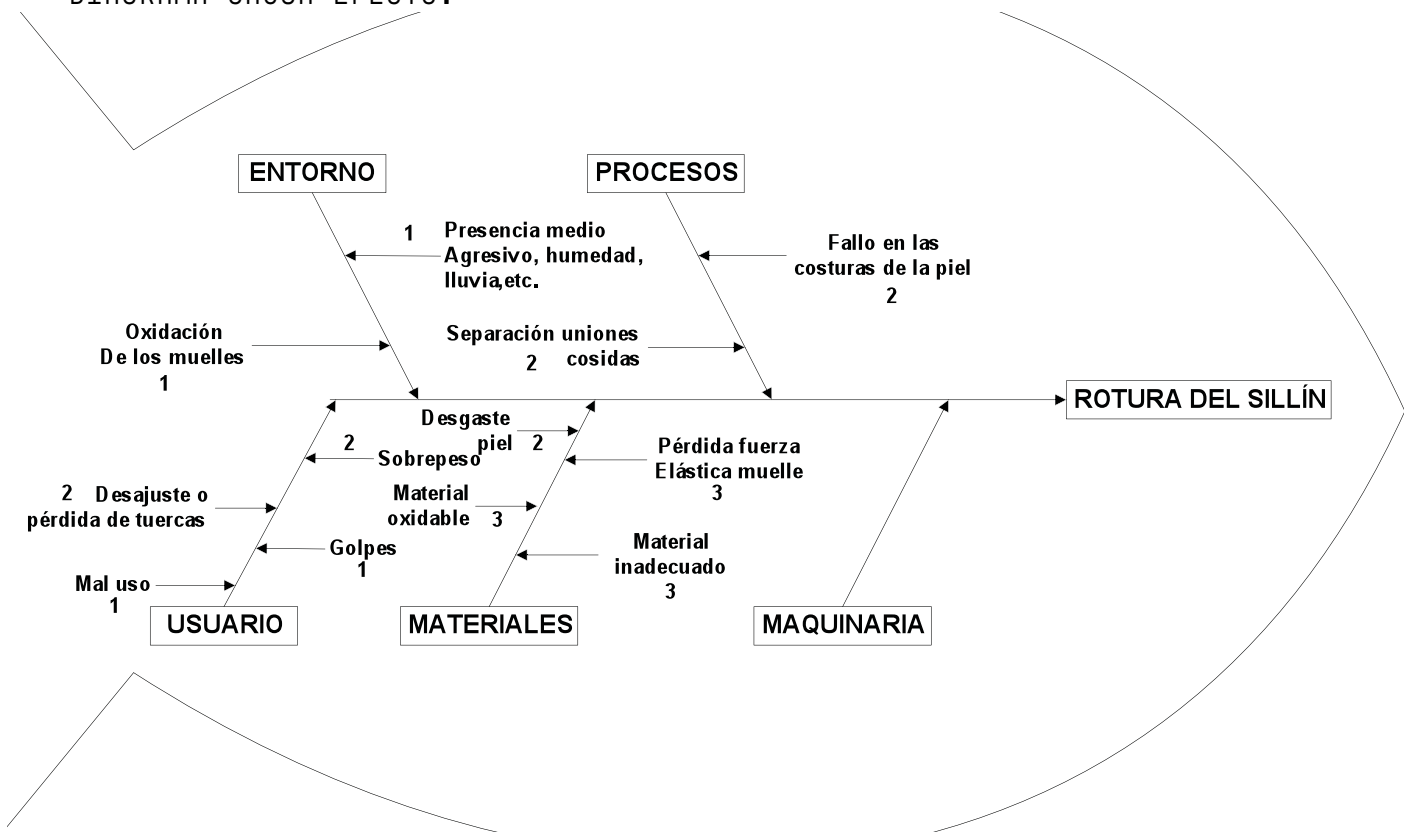 DIAGRAMA CAUSA EFECTO.
ENTORNO
PROCESOS
1 Presencia medio
Agresivo, humedad,
lluvia,etc.
Fallo en las
costuras de la piel
2
Oxidación
De los muelles
1
Separación uniones
2 cosidas
ROTURA DEL SILLÍN
Desgaste
piel 2
2
Sobrepeso
Pérdida fuerza
Elástica muelle
3
2 Desajuste o
pérdida de tuercas
Material
oxidable 3
Golpes
1
Material
inadecuado
3
Mal uso
1
USUARIO
MATERIALES
MAQUINARIA